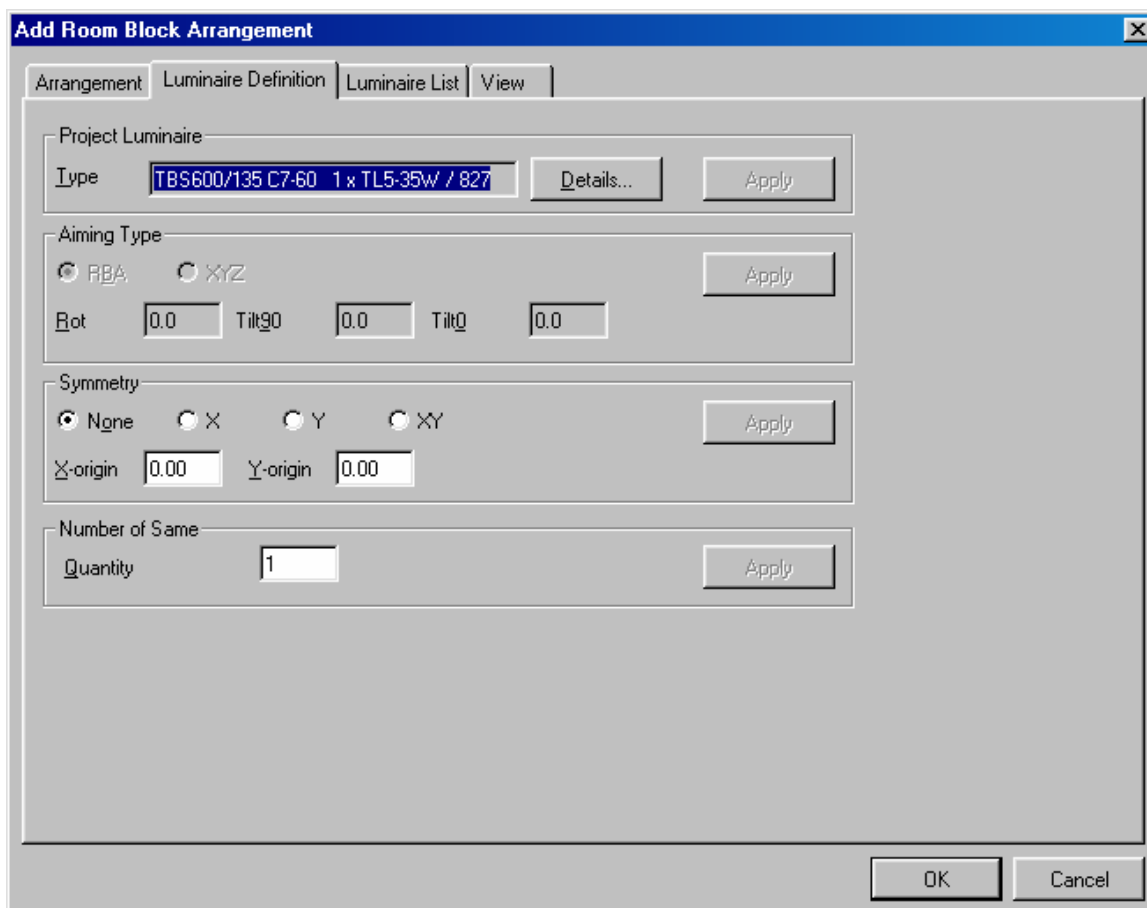 Add Room Block Arrangement
Arrangement Luminaire Definition Luminaire List View
Project Luminaire
Type TBS600/135 C7-60 1 x TL5-35W / 827 Details... Apply
Aiming Type
RBA XYZ Apply
Rot 0.0 Tilt90 0.0 Tilt0 0.0
Symmetry
None X Y XY Apply
X-origin 0.00 Y-origin 0.00
Number of Same
Quantity 1 Apply
OK Cancel